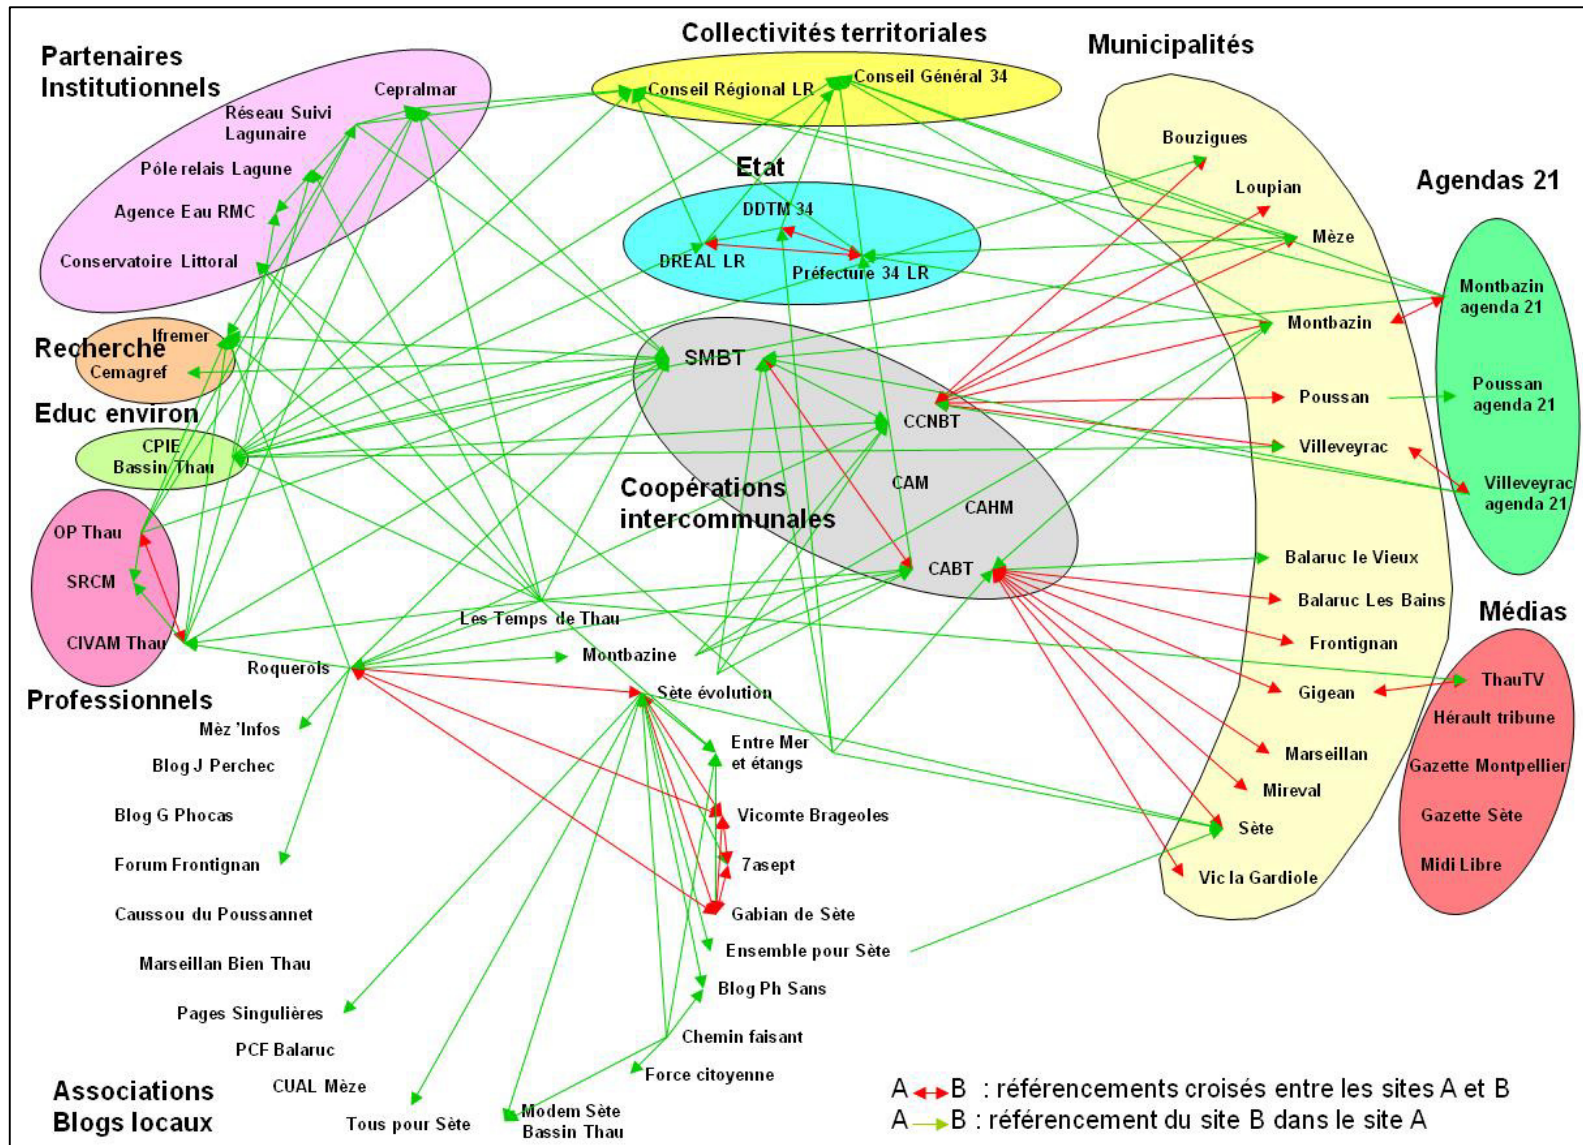 Partenaires
Institutionnels
Cepralmar
Réseau Suivi
Lagunaire
Pôle relais Lagune
Agence Eau RMC
Conservatoire Littoral
Collectivités territoriales
Conseil Régional LR
Conseil Général 34
Etat
DDTM 34
DREAL LR
Préfecture 34 LR
Municipalités
Bouzigues
Loupian
Mèze
Montbazin
Poussan
Villeveyrac
Balaruc le Vieux
Balaruc Les Bains
Frontignan
Gigean
Marseillan
Mireval
Sète
Vic la Gardiole
Agendas 21
Montbazin
agenda 21
Poussan
agenda 21
Villeveyrac
agenda 21
Recherche
Ifremer
Cemagref
Educ environ
CPIE
Bassin Thau
OP Thau
SRCM
CIVAM Thau
Professionnels
SMBT
CCNBT
CAM
CAHM
CABT
Coopérations
intercommunales
Médias
ThauTV
Hérault tribune
Gazette Montpellier
Gazette Sète
Midi Libre
Les Temps de Thau
Roquerols
Montbazine
Sète évolution
Mèz 'Infos
Blog J Perchec
Blog G Phocas
Forum Frontignan
Caussou du Poussannet
Marseillan Bien Thau
Pages Singulières
PCF Balaruc
CUAL Mèze
Tous pour Sète
Modem Sète
Bassin Thau
Entre Mer
et étangs
Vicomte Brageoles
7asept
Gabian de Sète
Ensemble pour Sète
Blog Ph Sans
Chemin faisant
Force citoyenne
Associations
Blogs locaux
A B : référencements croisés entre les sites A et B
A B : référencement du site B dans le site A